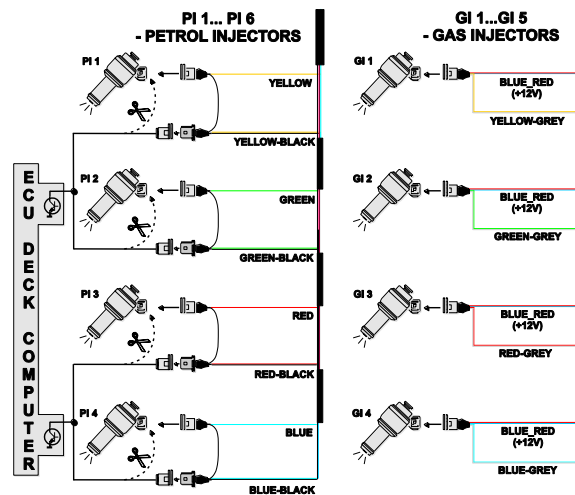 PI 1... PI 6
- PETROL INJECTORS
GI 1...GI 5
- GAS INJECTORS
PI 1
YELLOW
YELLOW-BLACK
GI 1
BLUE_RED
(+12V)
YELLOW-GREY
ECU DECK COMPUTER
PI 2
GREEN
GREEN-BLACK
GI 2
BLUE_RED
(+12V)
GREEN-GREY
PI 3
RED
RED-BLACK
GI 3
BLUE_RED
(+12V)
RED-GREY
PI 4
BLUE
BLUE-BLACK
GI 4
BLUE_RED
(+12V)
BLUE-GREY